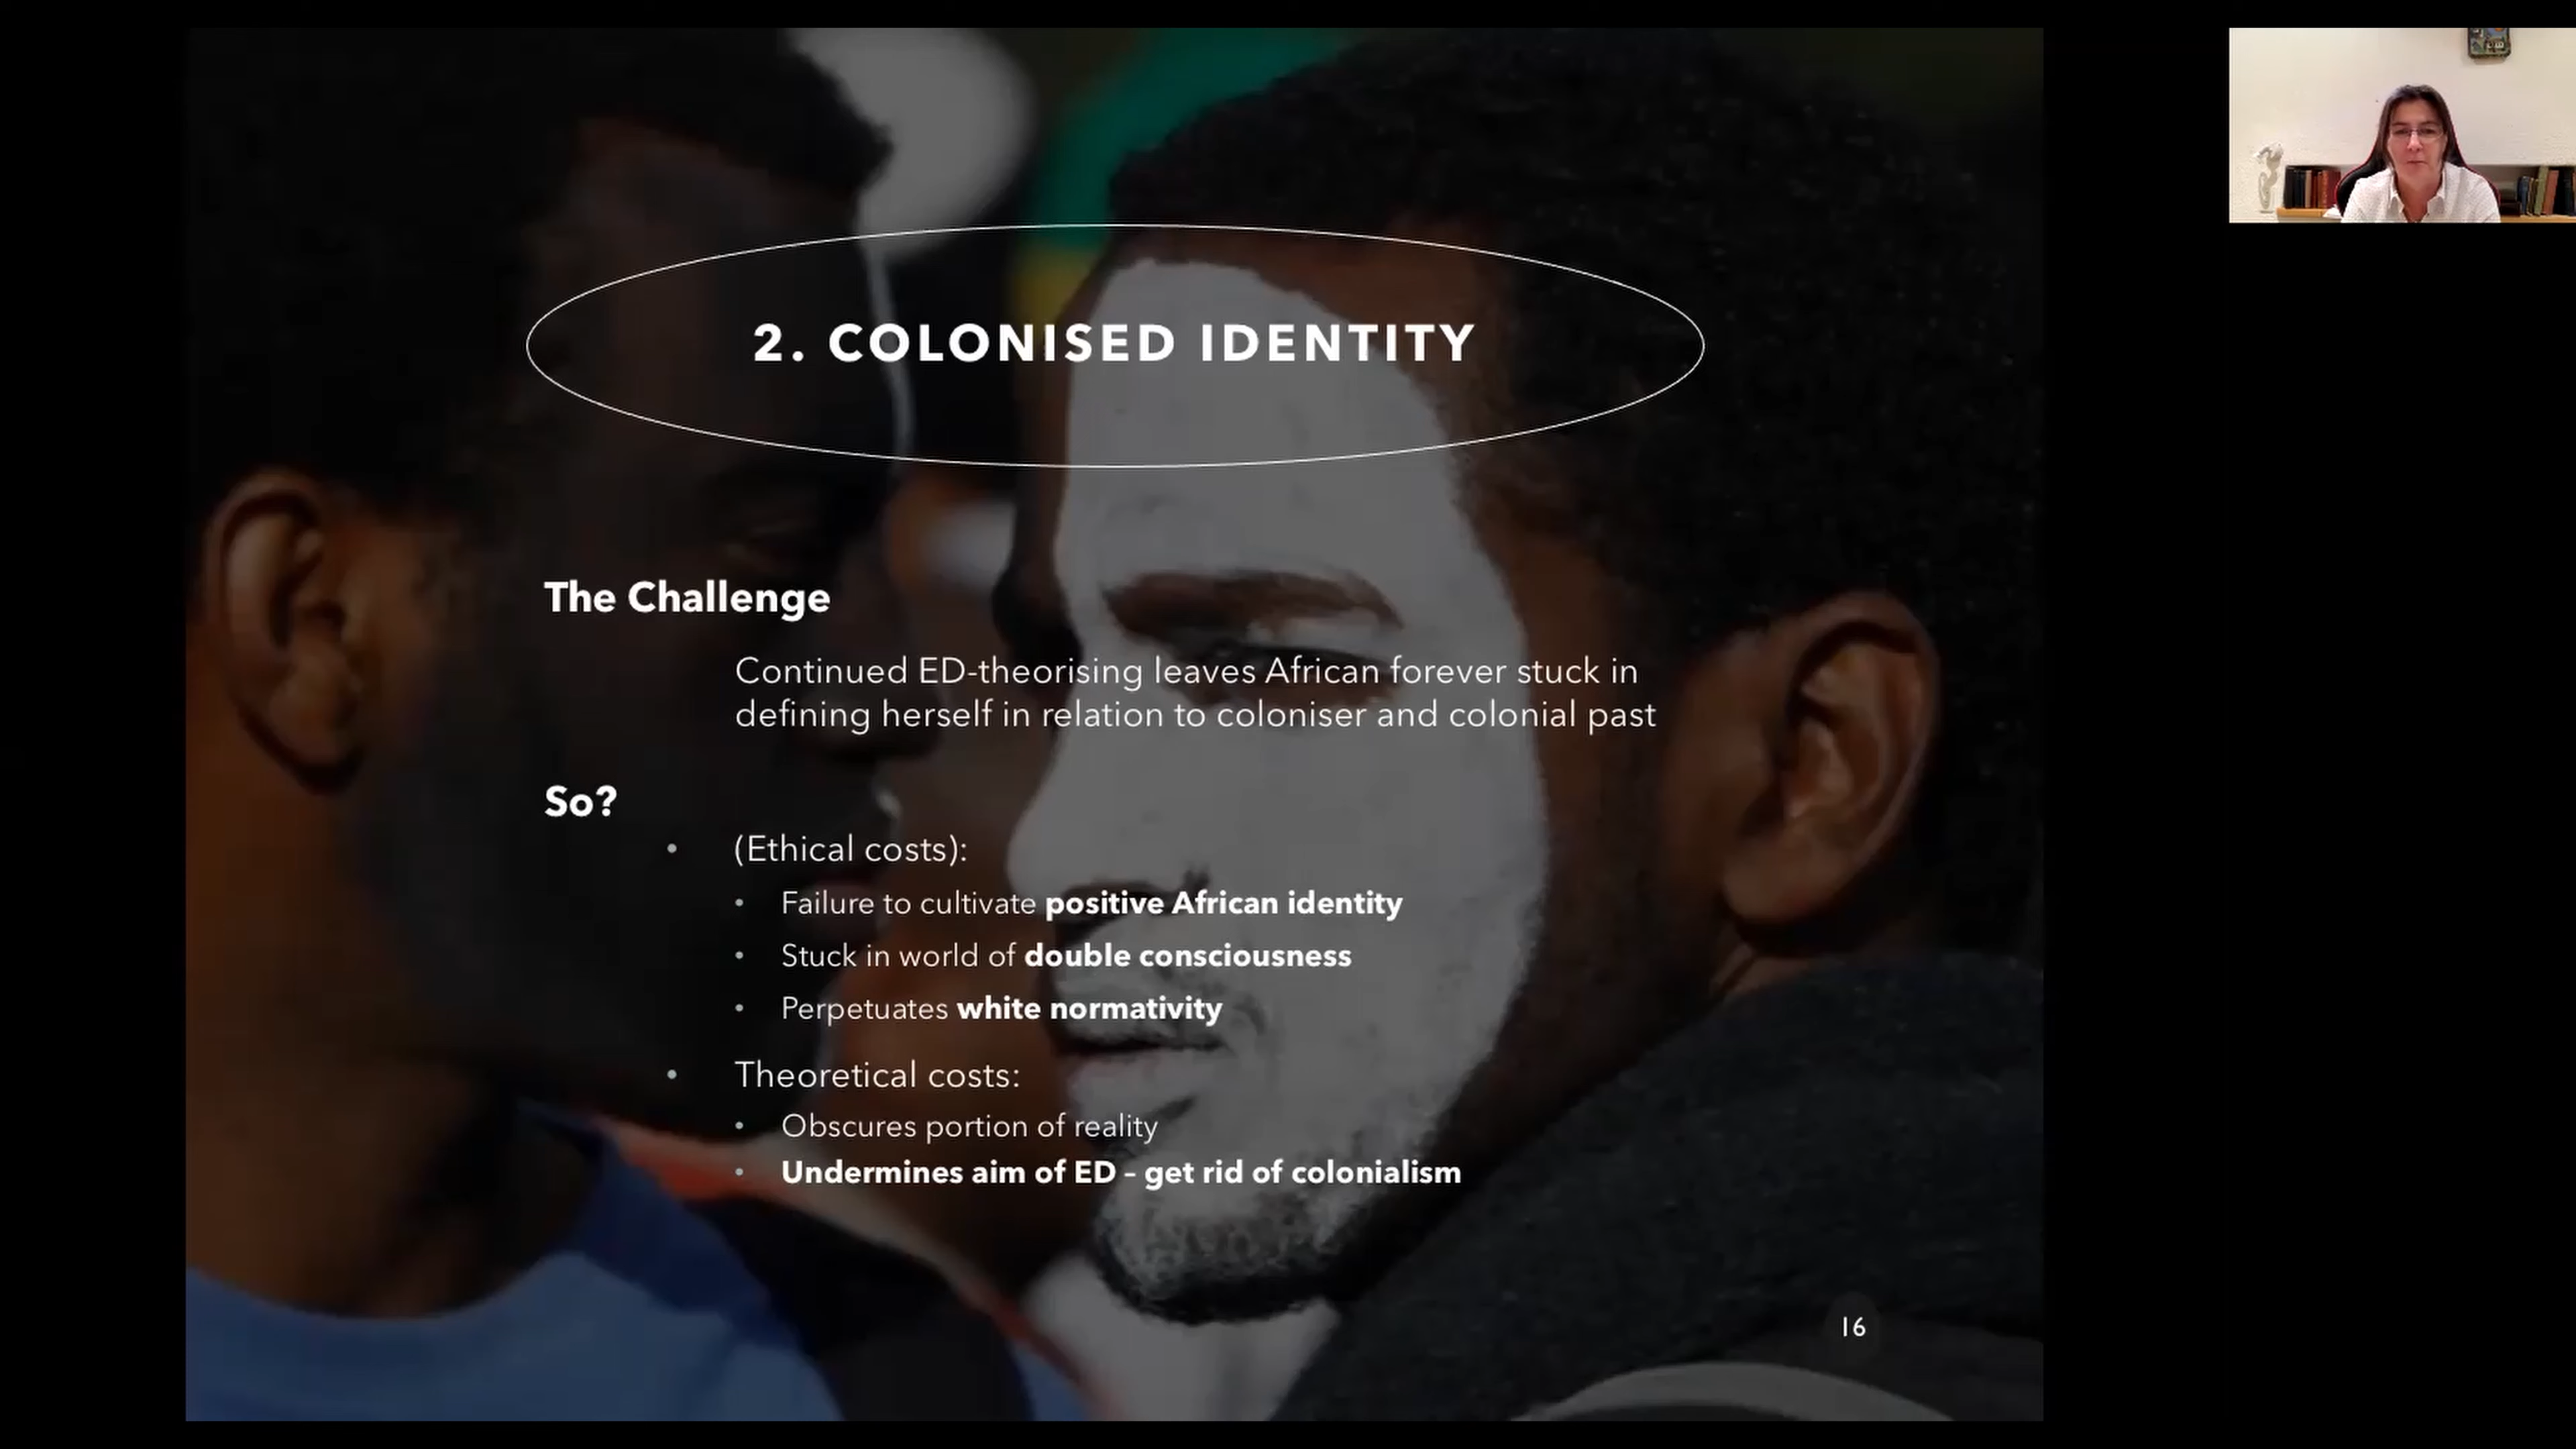 2. COLONISED IDENTITY
The Challenge
Continued ED-theorising leaves African forever stuck in
defining herself in relation to coloniser and colonial past
So?
• (Ethical costs):
• Failure to cultivate positive African identity
• Stuck in world of double consciousness
• Perpetuates white normativity
• Theoretical costs:
• Obscures portion of reality
• Undermines aim of ED – get rid of colonialism
16